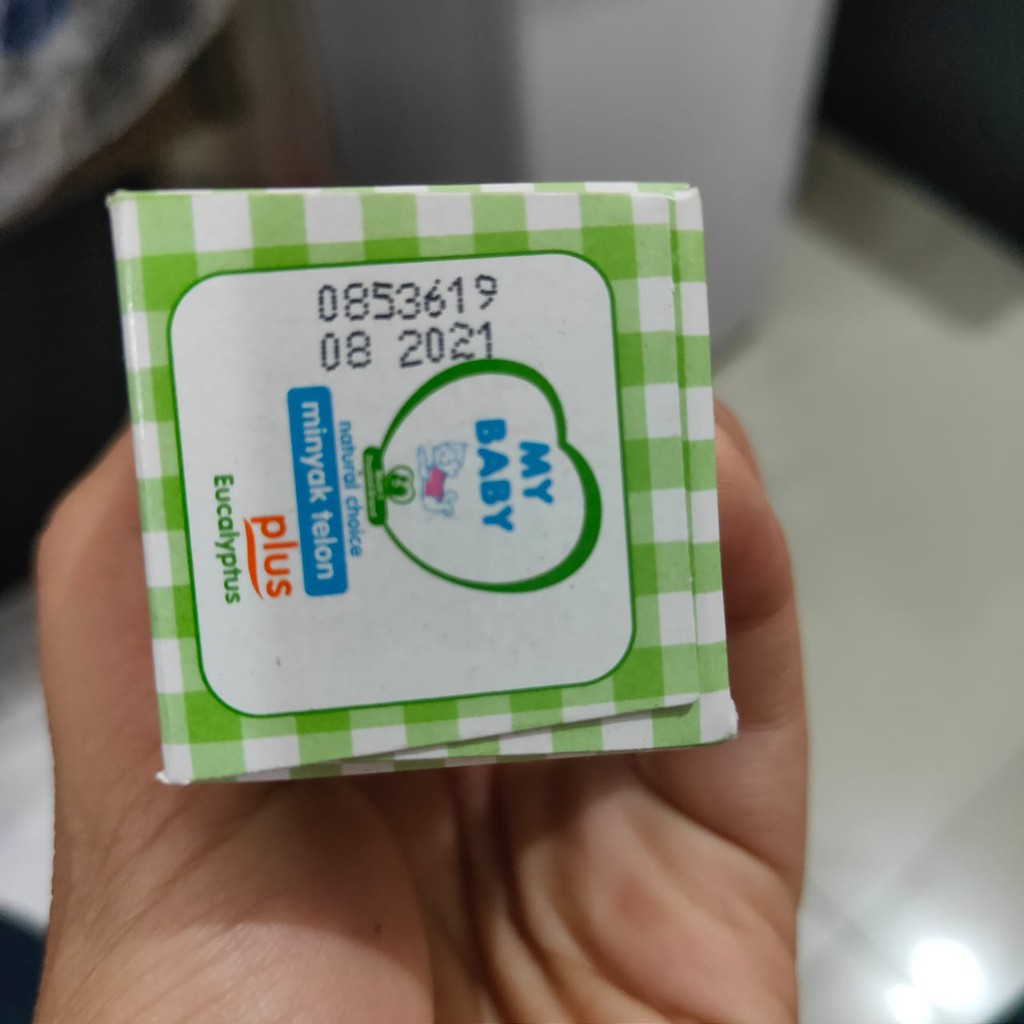 0853619
08 2021
MY
BABY
natural choice
minyak telon
plus
Eucalyptus